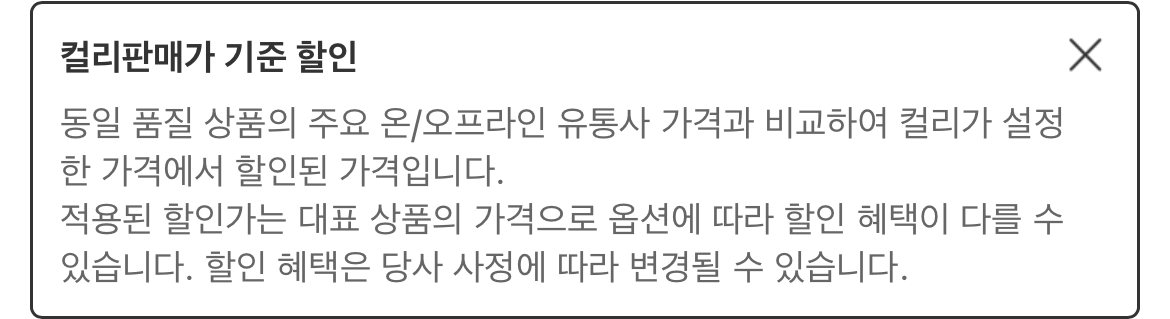 컬리판매가 기준 할인
동일 품질 상품의 주요 온/오프라인 유통사 가격과 비교하여 컬리가 설정
한 가격에서 할인된 가격입니다.
적용된 할인가는 대표 상품의 가격으로 옵션에 따라 할인 혜택이 다를 수
있습니다. 할인 혜택은 당사 사정에 따라 변경될 수 있습니다.